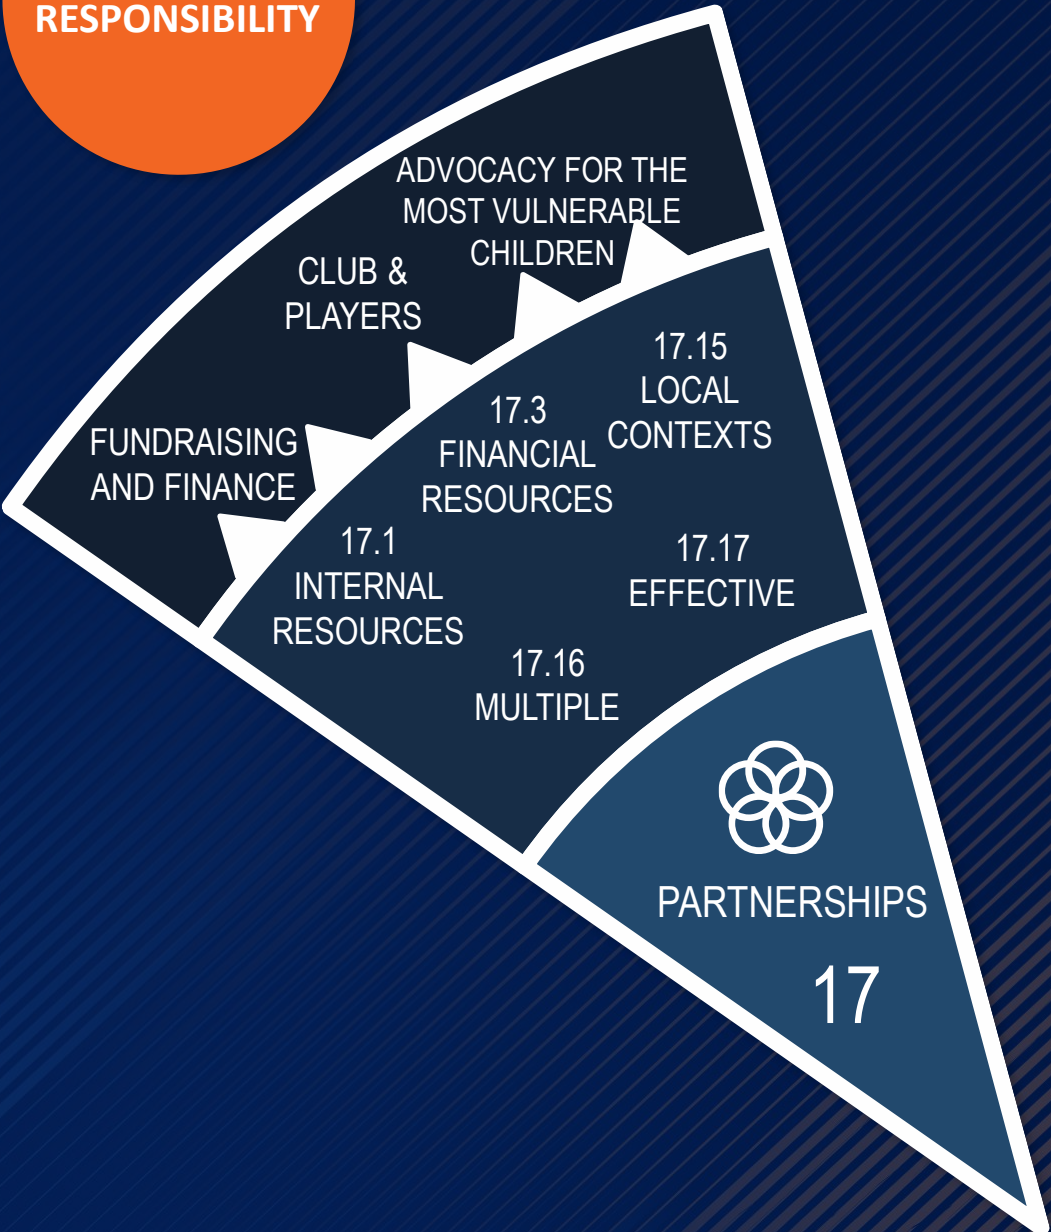 RESPONSIBILITY
ADVOCACY FOR THE
MOST VULNERABLE
CHILDREN
CLUB &
PLAYERS
FUNDRAISING
AND FINANCE
17.15
LOCAL
CONTEXTS
17.3
FINANCIAL
RESOURCES
17.1
INTERNAL
RESOURCES
17.17
EFFECTIVE
17.16
MULTIPLE
PARTNERSHIPS
17